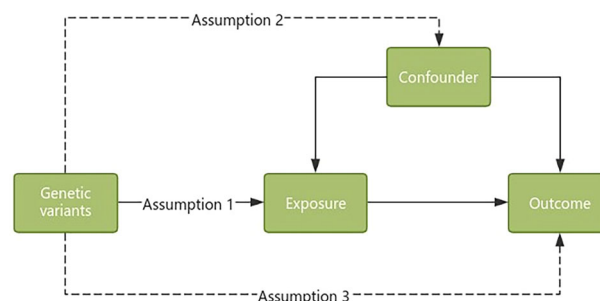 Assumption 2
Confounder
Genetic
variants
Assumption 1
Exposure
Outcome
Assumption 3